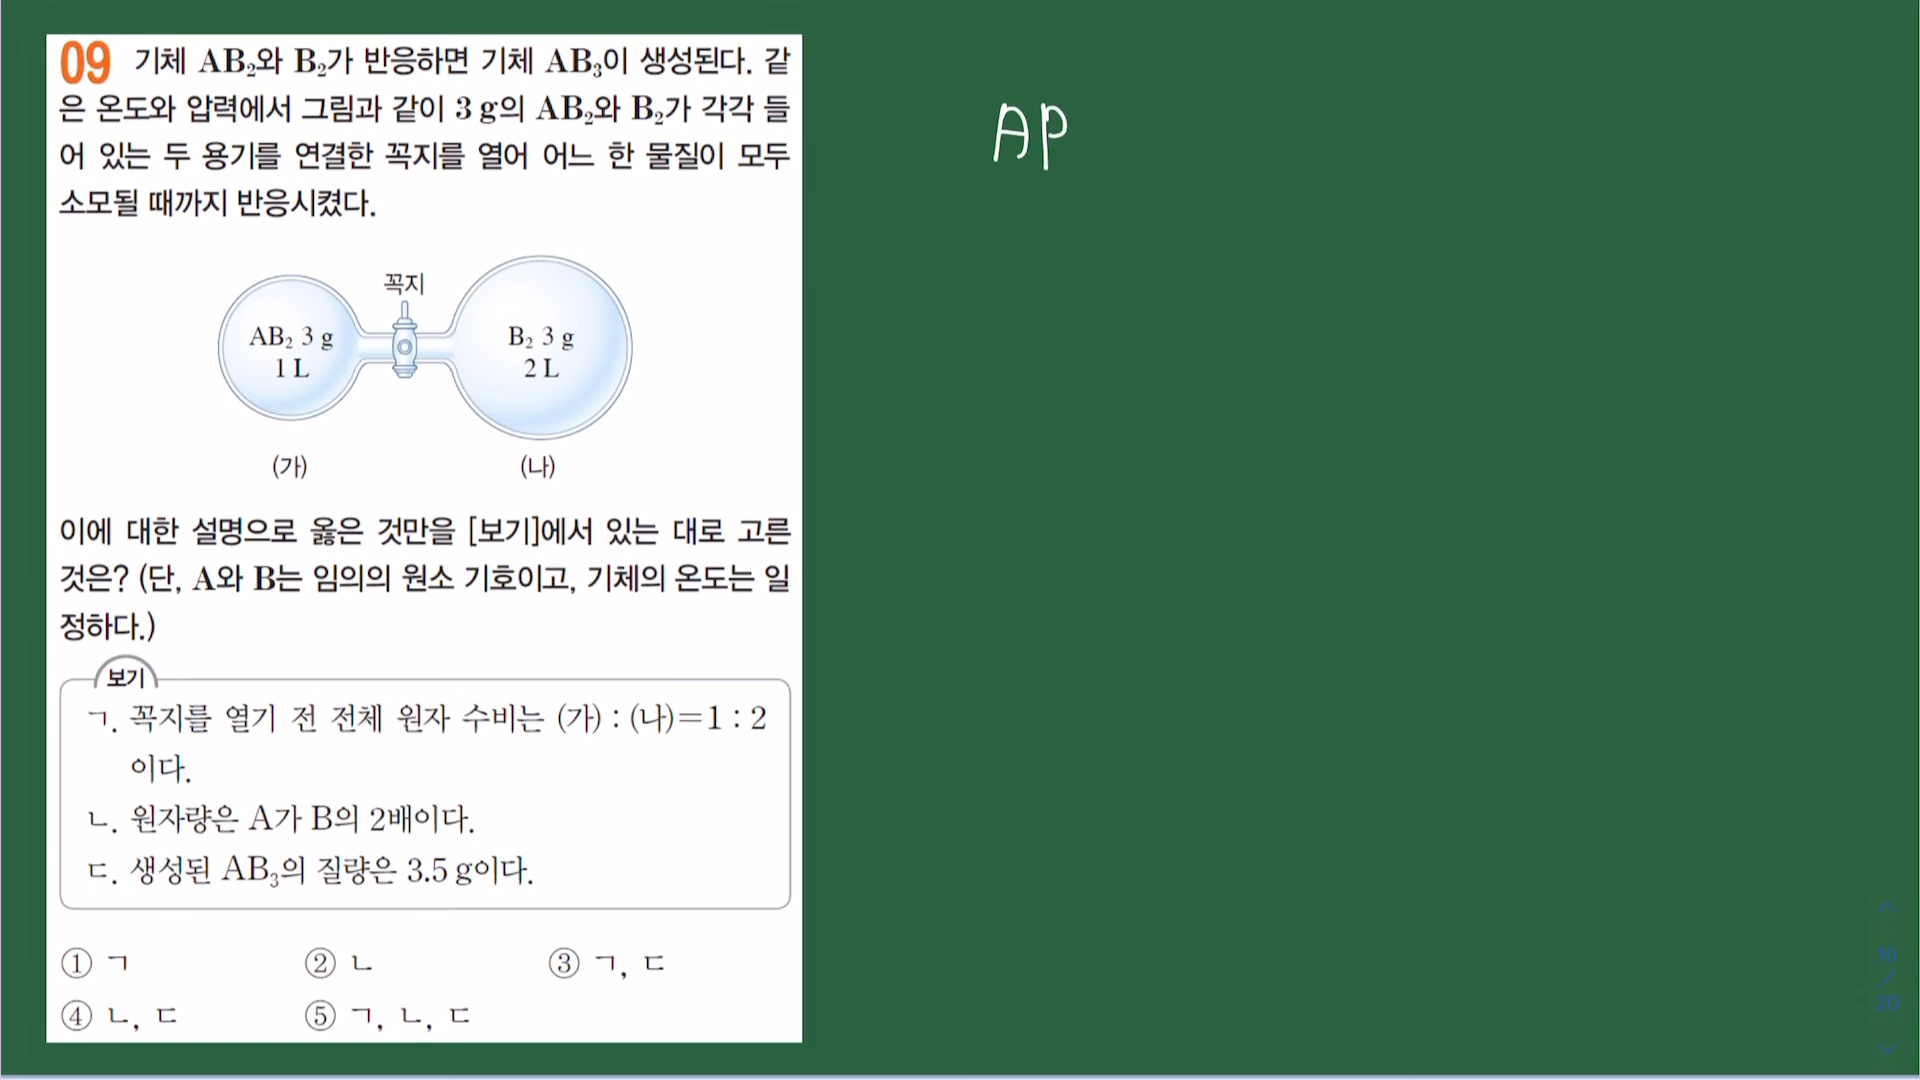 09 기체 AB₂와 B₂가 반응하면 기체 AB₃이 생성된다. 같
은 온도와 압력에서 그림과 같이 3 g의 AB₂와 B₂가 각각 들
어 있는 두 용기를 연결한 꼭지를 열어 어느 한 물질이 모두
소모될 때까지 반응시켰다.
AP
꼭지
AB₂ 3 g
1 L
B₂ 3 g
2 L
(가)
(나)
이에 대한 설명으로 옳은 것만을 [보기]에서 있는 대로 고른
것은? (단, A와 B는 임의의 원소 기호이고, 기체의 온도는 일
정하다.)
보기
ㄱ. 꼭지를 열기 전 전체 원자 수비는 (가) : (나)=1 : 2
이다.
ㄴ. 원자량은 A가 B의 2배이다.
ㄷ. 생성된 AB₃의 질량은 3.5 g이다.
① ㄱ ② ㄴ ③ ㄱ, ㄷ
④ ㄴ, ㄷ ⑤ ㄱ, ㄴ, ㄷ
10
/
20